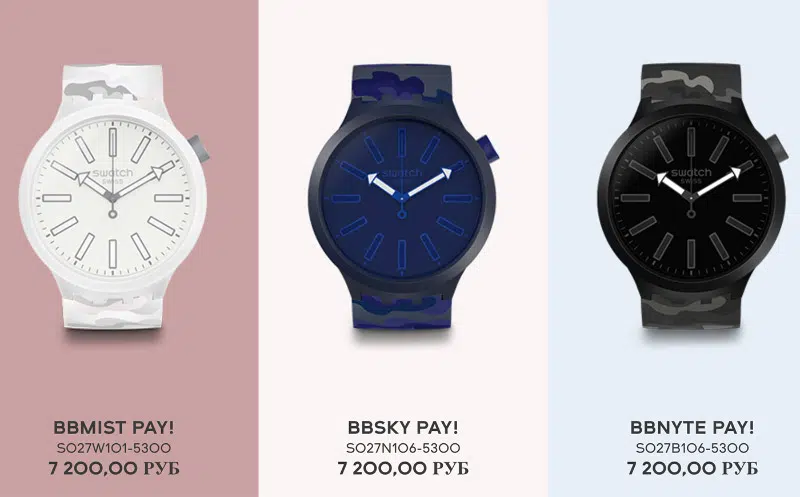 swatch
SWISS
swatch
SWISS
swatch
SWISS
BBMIST PAY!
SO27W101-5300
7 200,00 РУБ
BBSKY PAY!
SO27N106-5300
7 200,00 РУБ
BBNYTE PAY!
SO27B106-5300
7 200,00 РУБ